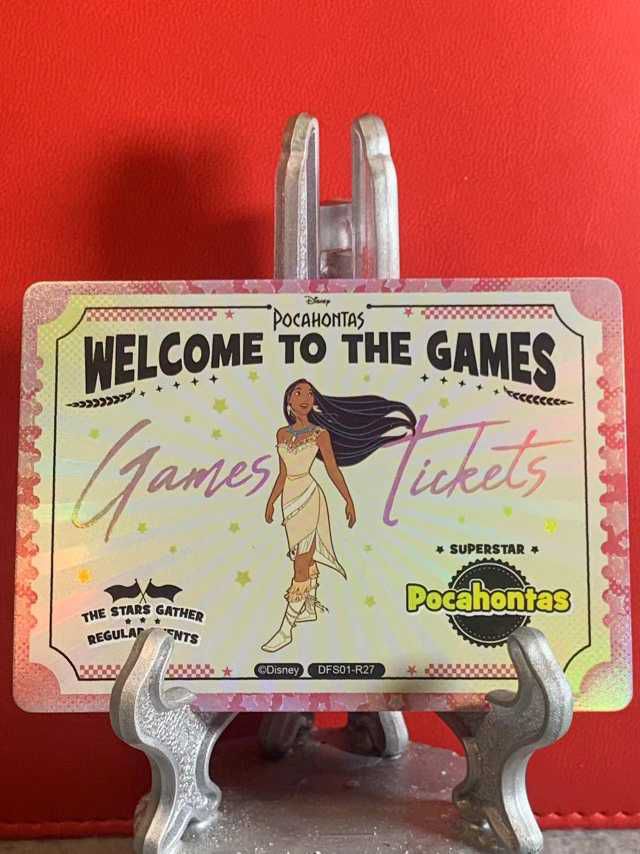 Disney
POCAHONTAS
WELCOME TO THE GAMES
Games Tickets
SUPERSTAR
Pocahontas
THE STARS GATHER
©Disney DFS01-R27